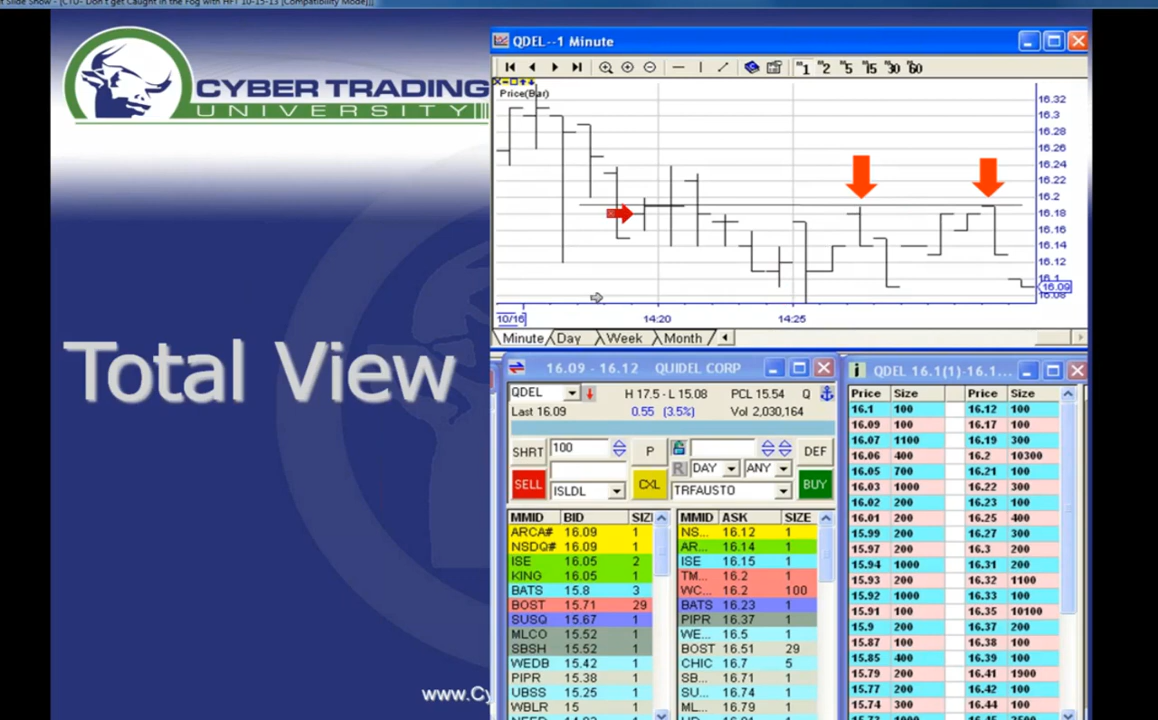 CYBER TRADING
UNIVERSITY
Total View
www.Cy
QDEL--1 Minute
1 2 5 15 30 60
Price(Bar)
16.32
16.3
16.28
16.26
16.24
16.22
16.2
16.18
16.16
16.14
16.12
16.1
16.09
16.08
10/16 14:20 14:25
Minute Day Week Month
16.09 - 16.12 QUIDEL CORP
QDEL H 17.5 - L 15.08 PCL 15.54 Q
Last 16.09 0.55 (3.5%) Vol 2,030,164
SHRT 100 P DEF
R DAY ANY
SELL ISLDL CXL TRFAUSTO BUY
MMID BID SIZ MMID ASK SIZE
ARCA# 16.09 1 NS... 16.12 1
NSDQ# 16.09 1 AR... 16.14 1
ISE 16.05 2 ISE 16.15 1
KING 16.05 1 TM... 16.2 1
BATS 15.8 3 WC... 16.2 100
BOST 15.71 29 BATS 16.23 1
SUSQ 15.67 1 PIPR 16.37 1
MLCO 15.52 1 WE... 16.5 1
SBSH 15.52 1 BOST 16.51 29
WEDB 15.42 1 CHIC 16.7 5
PIPR 15.38 1 SB... 16.71 1
UBSS 15.25 1 SU... 16.74 1
WBLR 15 1 ML... 16.79 1
QDEL 16.1(1)-16.1...
Price Size Price Size
16.1 100 16.12 100
16.09 100 16.17 100
16.07 1100 16.19 300
16.06 400 16.2 10300
16.05 700 16.21 100
16.03 1000 16.22 300
16.02 200 16.23 100
16.01 200 16.25 400
15.99 200 16.27 300
15.97 200 16.3 200
15.94 1000 16.31 200
15.93 200 16.32 1100
15.92 1000 16.33 100
15.91 100 16.35 10100
15.9 200 16.37 200
15.87 100 16.38 100
15.85 400 16.39 100
15.79 200 16.41 1900
15.77 200 16.42 100
15.74 300 16.44 100